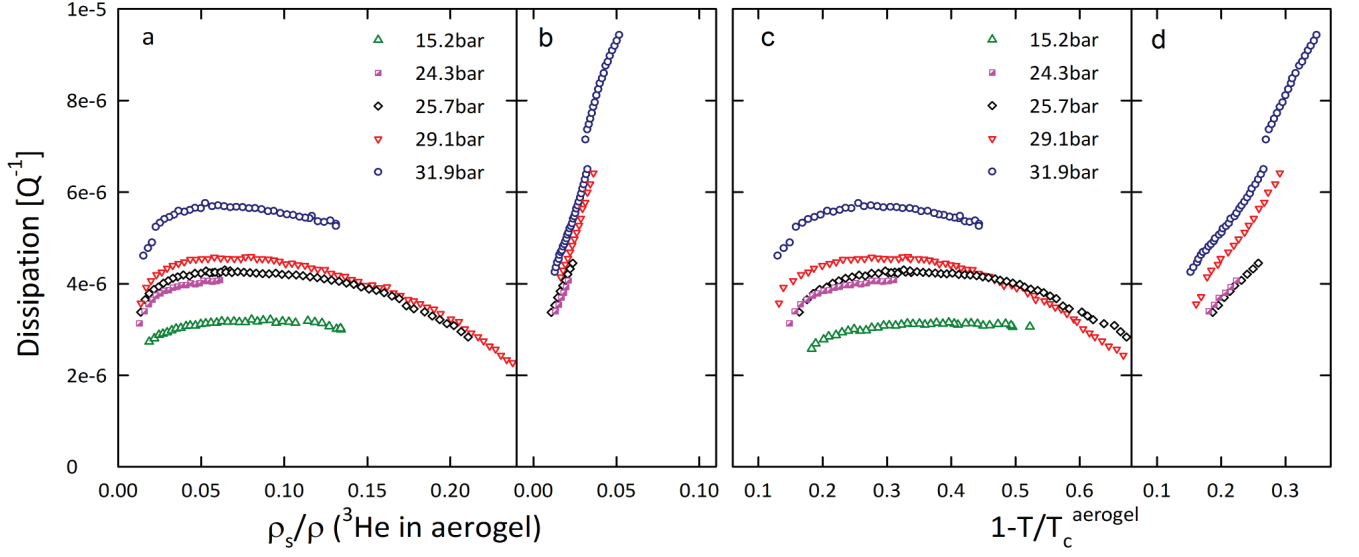 Dissipation [Q⁻¹]
1e-5
8e-6
6e-6
4e-6
2e-6
0
a
15.2bar
24.3bar
25.7bar
29.1bar
31.9bar
b
c
15.2bar
24.3bar
25.7bar
29.1bar
31.9bar
d
0.00 0.05 0.10 0.15 0.20 0.00 0.05 0.10 0.1 0.2 0.3 0.4 0.5 0.6 0.1 0.2 0.3
ρₛ/ρ (³He in aerogel)
1-T/T_c^aerogel